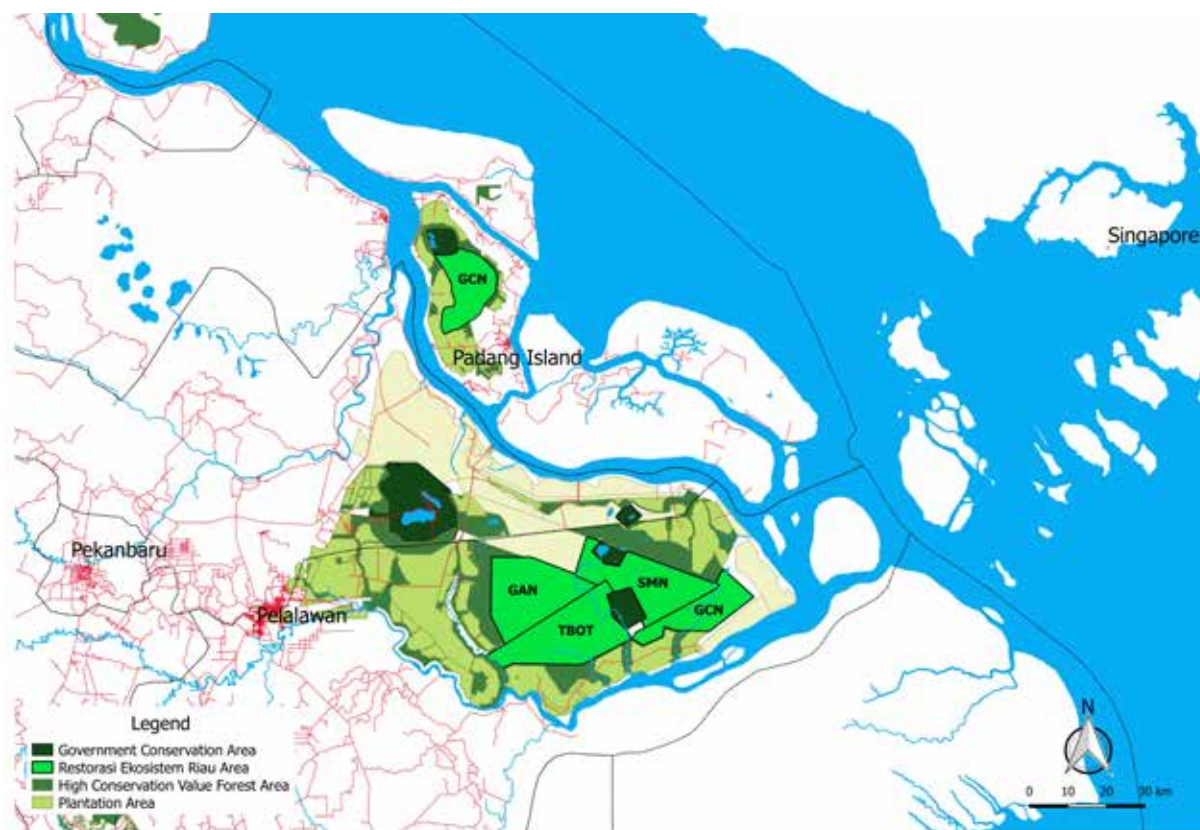 Singapore
GCN
Padang Island
Pekanbaru
GAN
SMN
GCN
Pelalawan
TBOT
Legend
Government Conservation Area
Restorasi Ekosistem Riau Area
High Conservation Value Forest Area
Plantation Area
N
0 10 20 30 km